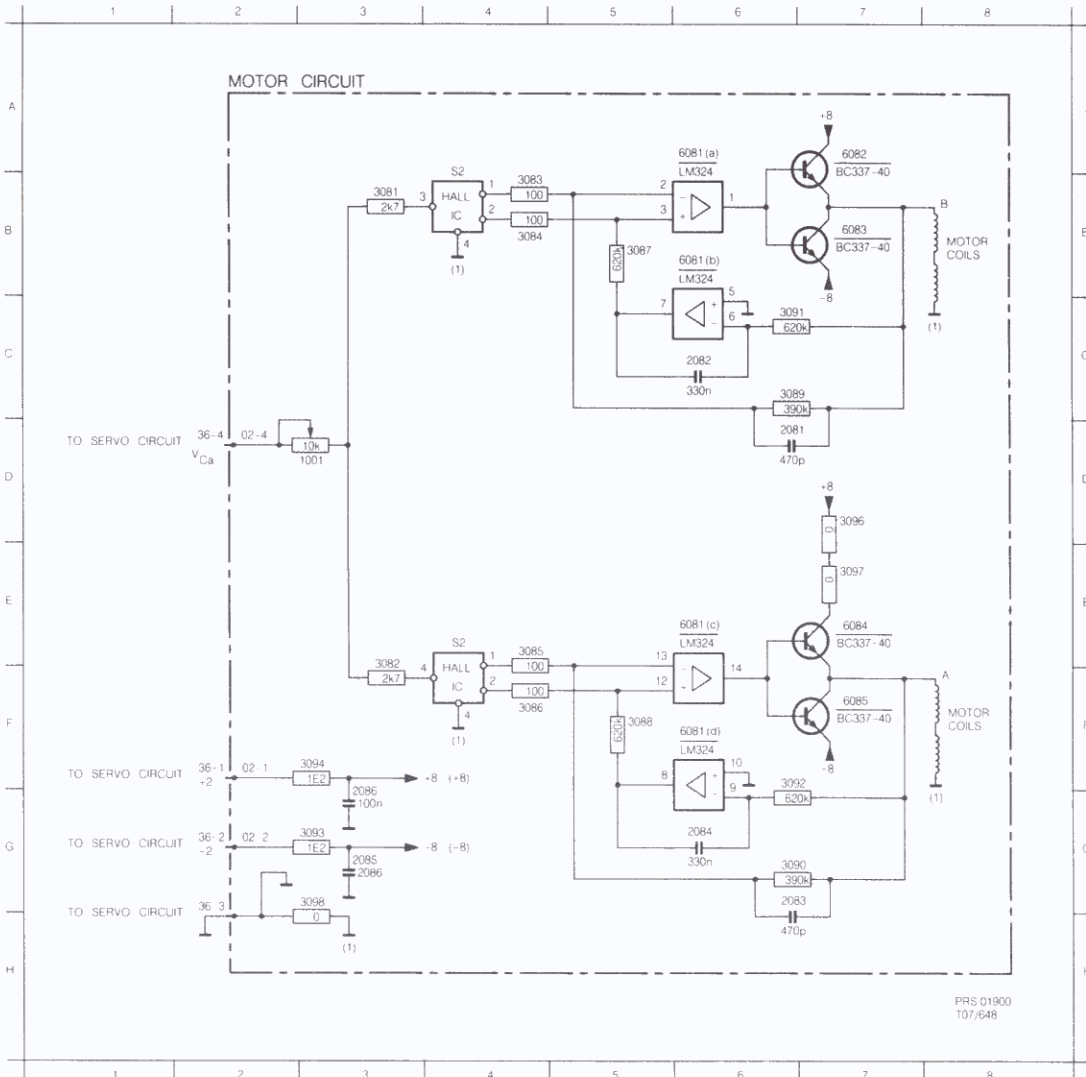 1 2 3 4 5 6 7 8
MOTOR CIRCUIT
A
+8
6081(a)
LM324
6082
BC337-40
S2
3081
2k7
3
HALL
IC
1
2
4
(1)
3083
100
100
3084
2
3
-
+
1
B
B
6083
BC337-40
-8
MOTOR
COILS
(1)
3087
620k
6081(b)
LM324
7
5
6
+
-
3091
620k
C
2082
330n
3089
390k
2081
470p
TO SERVO CIRCUIT
36-4
02-4
VCa
10k
1001
D
+8
0
3096
0
3097
E
S2
3082
2k7
4
HALL
IC
1
2
4
(1)
3085
100
100
3086
6081(c)
LM324
13
12
-
+
14
6084
BC337-40
A
6085
BC337-40
-8
MOTOR
COILS
(1)
F
3088
620k
6081(d)
LM324
8
10
9
+
-
3092
620k
TO SERVO CIRCUIT
36-1
02-1
+2
3094
1E2
+8 (+8)
2086
100n
G
TO SERVO CIRCUIT
36-2
02 2
-2
3093
1E2
-8 (-8)
2085
2086
2084
330n
3090
390k
2083
470p
TO SERVO CIRCUIT
36 3
3098
0
(1)
H
PRS 01900
T07/648
1 2 3 4 5 6 7 8